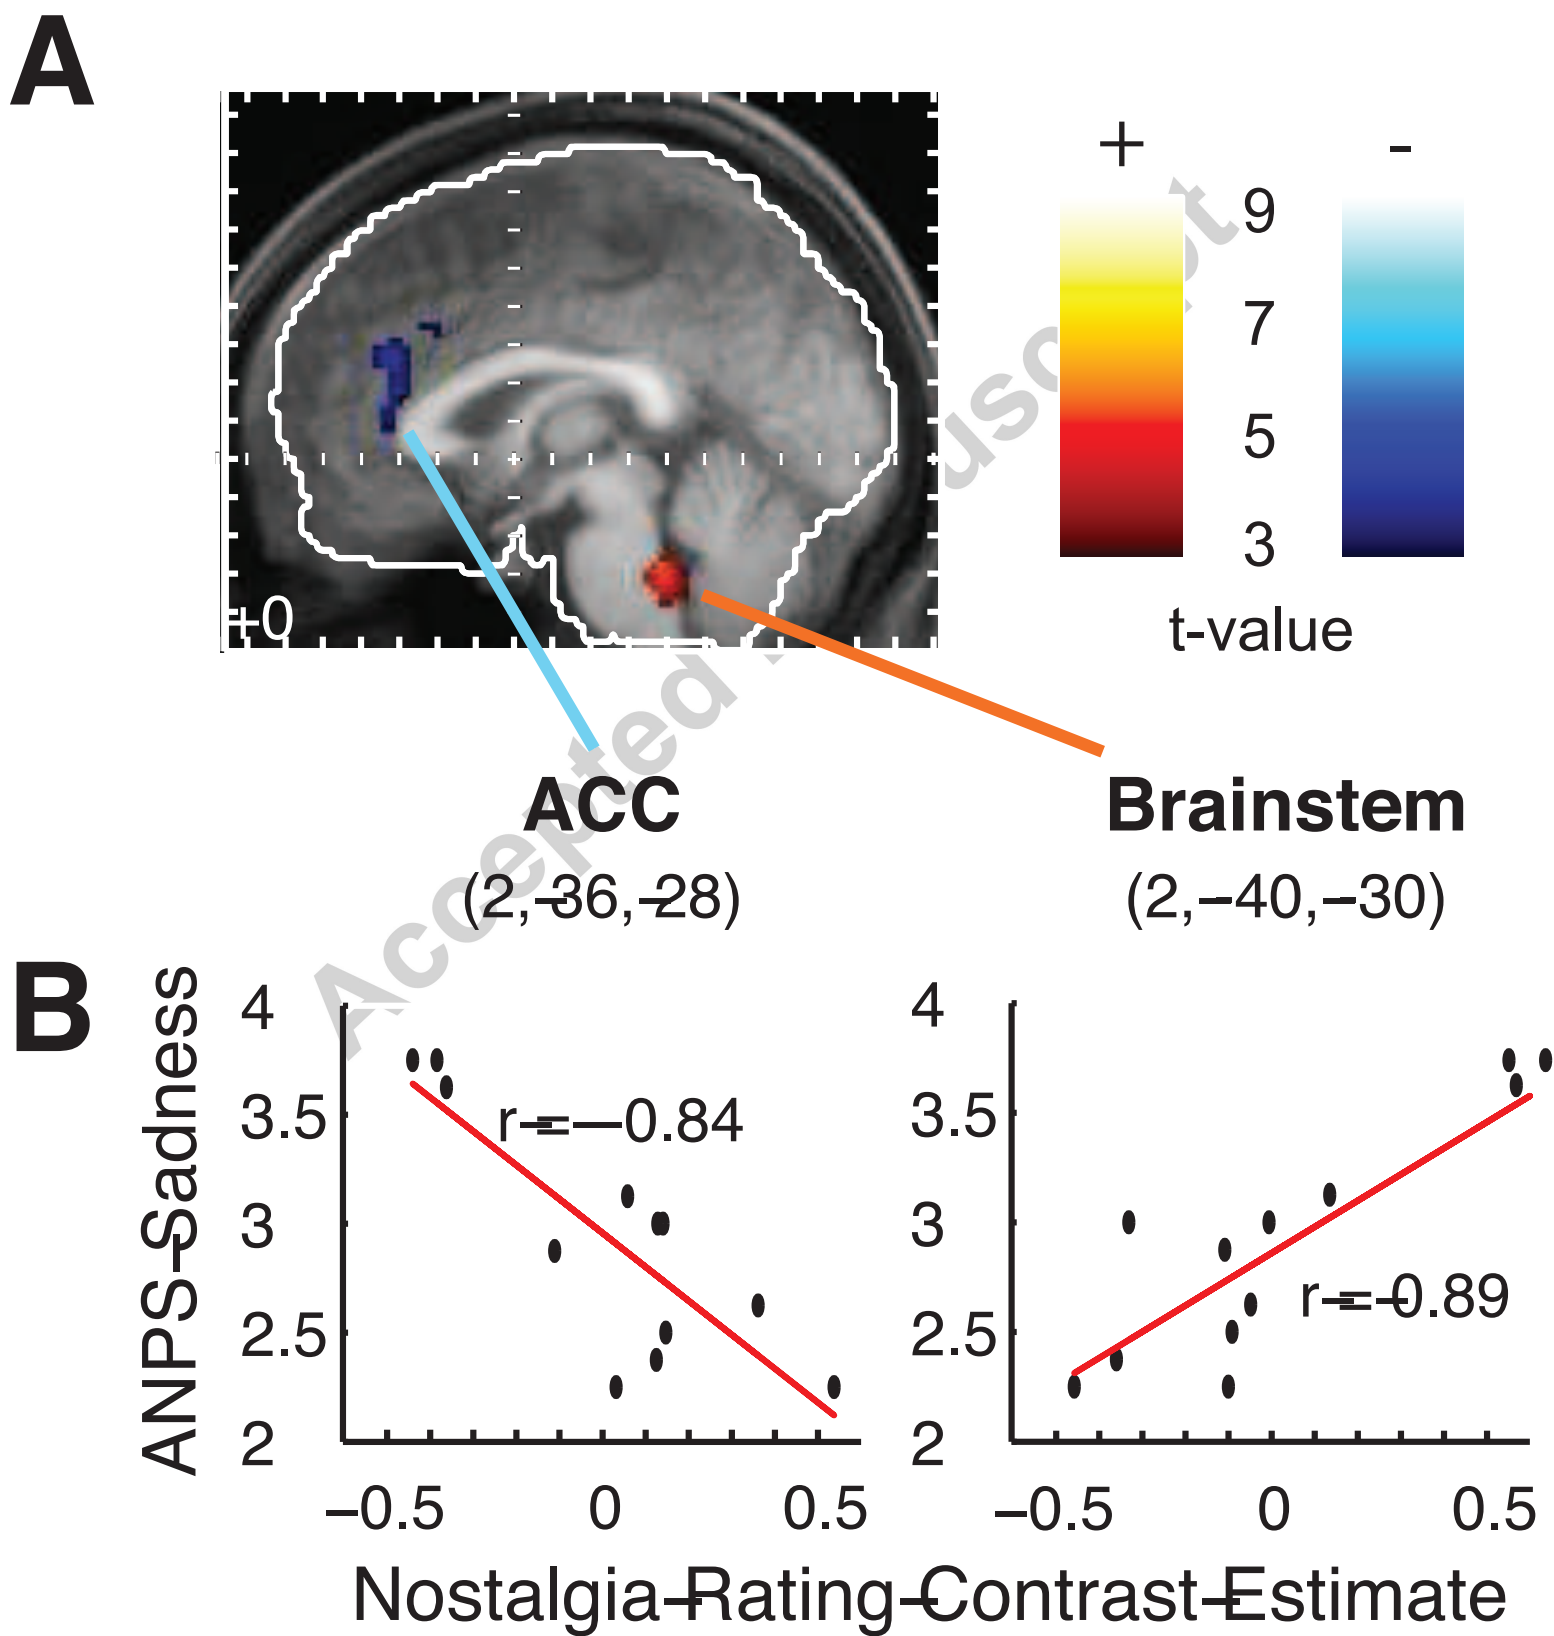 A
+ -
9
7
5
3
t-value
+0
Accepted uscript
ACC Brainstem
(2,–36,–28) (2,–40,–30)
B
ANPS–Sadness
4
3.5
3
2.5
2
r–=–−0.84
−0.5 0 0.5
4
3.5
3
2.5
2
r–=–0.89
−0.5 0 0.5
Nostalgia–Rating–Contrast–Estimate